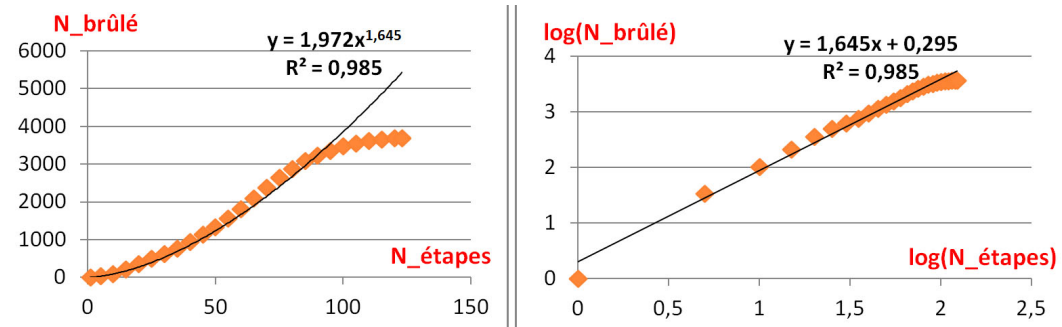 N_brûlé
y = 1,972x^1,645
R² = 0,985
6000
5000
4000
3000
2000
1000
0
N_étapes
0 50 100 150
log(N_brûlé)
y = 1,645x + 0,295
R² = 0,985
4
3
2
1
0
log(N_étapes)
0 0,5 1 1,5 2 2,5